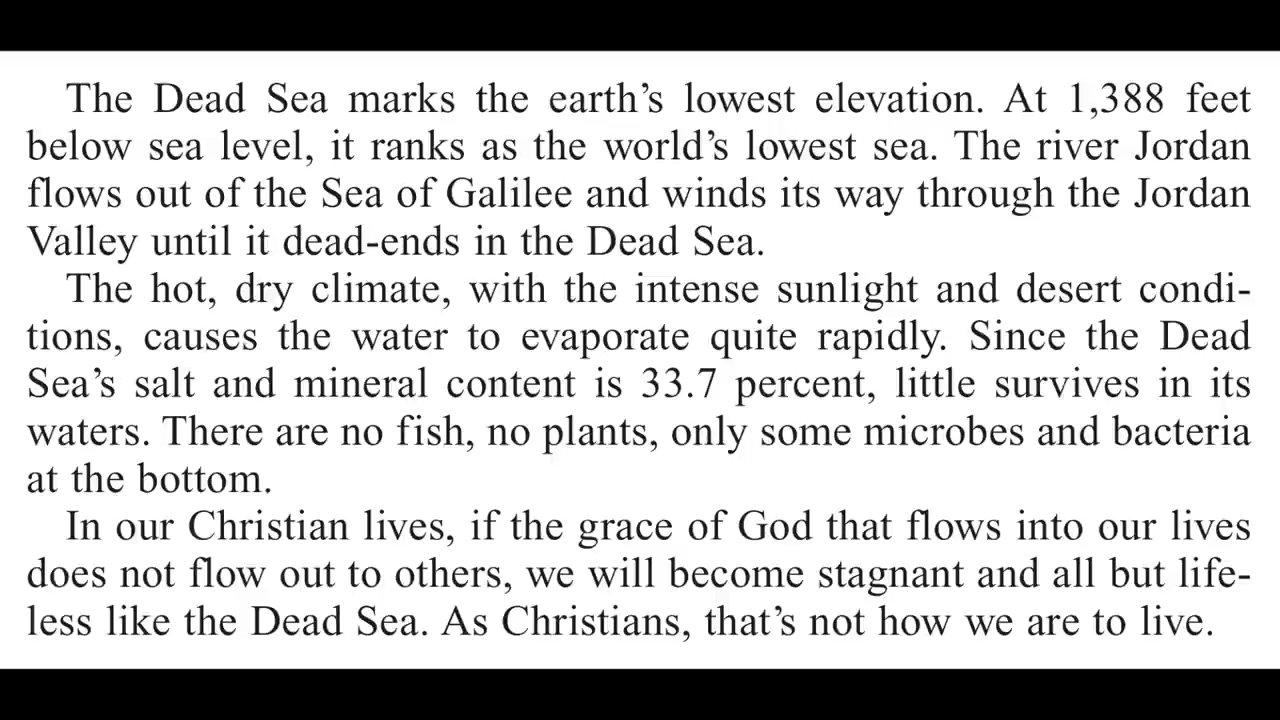 The Dead Sea marks the earth’s lowest elevation. At 1,388 feet
below sea level, it ranks as the world’s lowest sea. The river Jordan
flows out of the Sea of Galilee and winds its way through the Jordan
Valley until it dead-ends in the Dead Sea.
The hot, dry climate, with the intense sunlight and desert condi-
tions, causes the water to evaporate quite rapidly. Since the Dead
Sea’s salt and mineral content is 33.7 percent, little survives in its
waters. There are no fish, no plants, only some microbes and bacteria
at the bottom.
In our Christian lives, if the grace of God that flows into our lives
does not flow out to others, we will become stagnant and all but life-
less like the Dead Sea. As Christians, that’s not how we are to live.